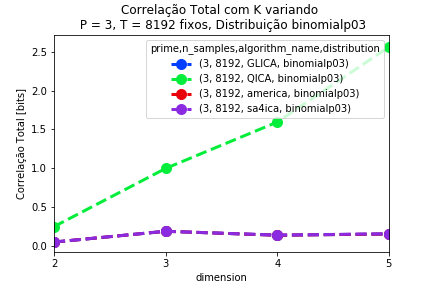 Correlação Total com K variando
P = 3, T = 8192 fixos, Distribuição binomialp03
prime,n_samples,algorithm_name,distribution
(3, 8192, GLICA, binomialp03)
(3, 8192, QICA, binomialp03)
(3, 8192, america, binomialp03)
(3, 8192, sa4ica, binomialp03)
Correlação Total [bits]
2.5
2.0
1.5
1.0
0.5
0.0
2 3 4 5
dimension